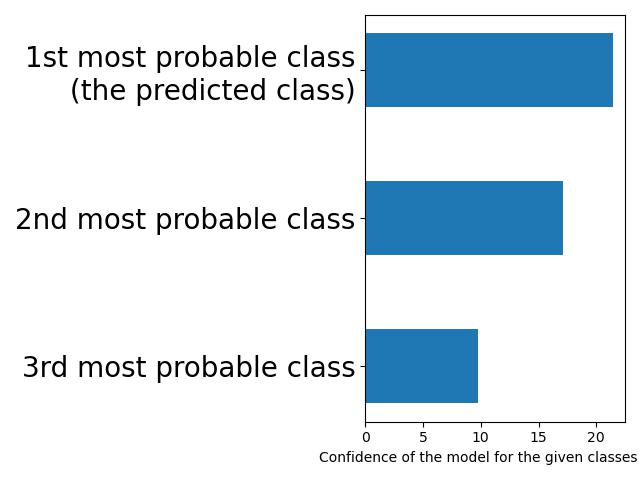 1st most probable class
(the predicted class)
2nd most probable class
3rd most probable class
0 5 10 15 20
Confidence of the model for the given classes